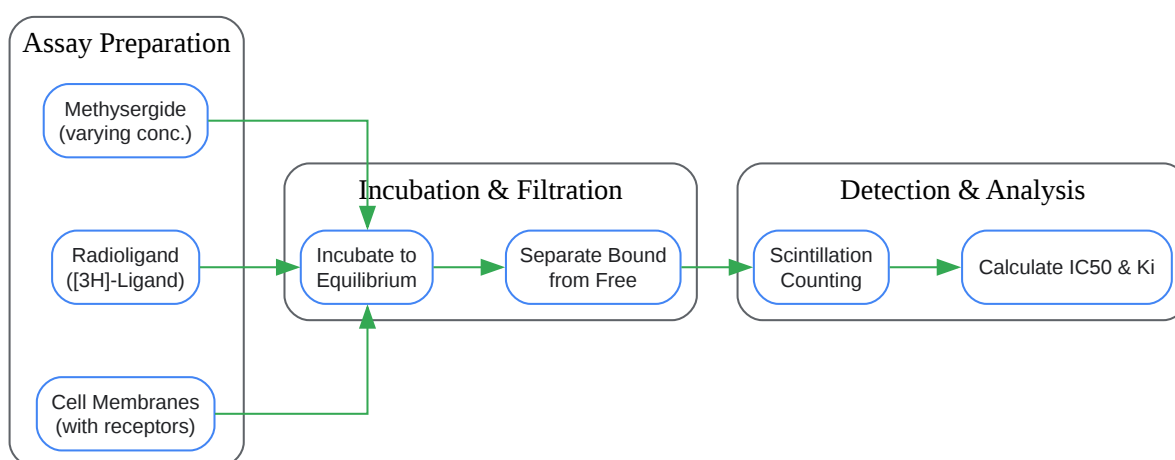 Assay Preparation
Methysergide
(varying conc.)
Radioligand
([3H]-Ligand)
Cell Membranes
(with receptors)
Incubation & Filtration
Incubate to
Equilibrium
Separate Bound
from Free
Detection & Analysis
Scintillation
Counting
Calculate IC50 & Ki